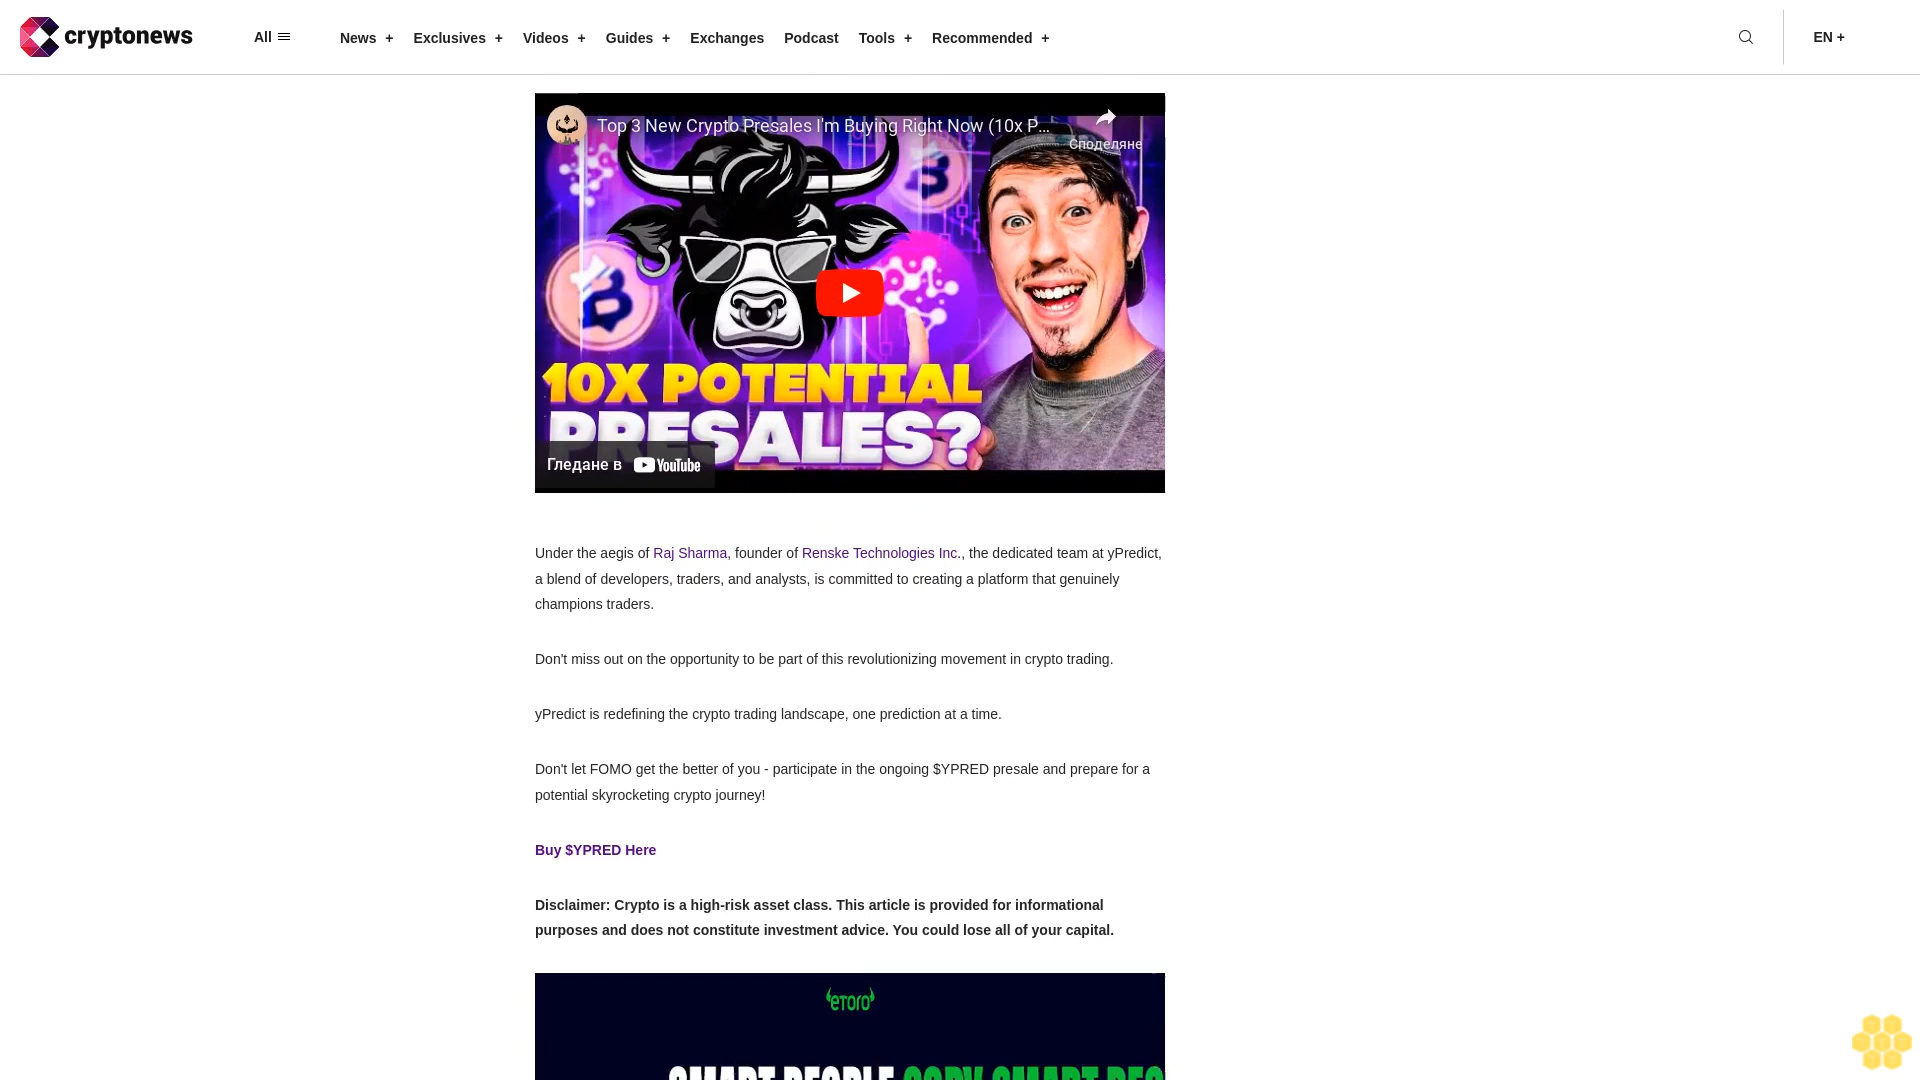 cryptonews
All
News +
Exclusives +
Videos +
Guides +
Exchanges
Podcast
Tools +
Recommended +
EN +
Top 3 New Crypto Presales I'm Buying Right Now (10x P...
Споделяне
10X POTENTIAL
PRESALES?
Гледане в YouTube
Under the aegis of Raj Sharma, founder of Renske Technologies Inc., the dedicated team at yPredict,
a blend of developers, traders, and analysts, is committed to creating a platform that genuinely
champions traders.
Don't miss out on the opportunity to be part of this revolutionizing movement in crypto trading.
yPredict is redefining the crypto trading landscape, one prediction at a time.
Don't let FOMO get the better of you - participate in the ongoing $YPRED presale and prepare for a
potential skyrocketing crypto journey!
Buy $YPRED Here
Disclaimer: Crypto is a high-risk asset class. This article is provided for informational
purposes and does not constitute investment advice. You could lose all of your capital.
eToro
SMART PEOPLE COPY SMART PEO